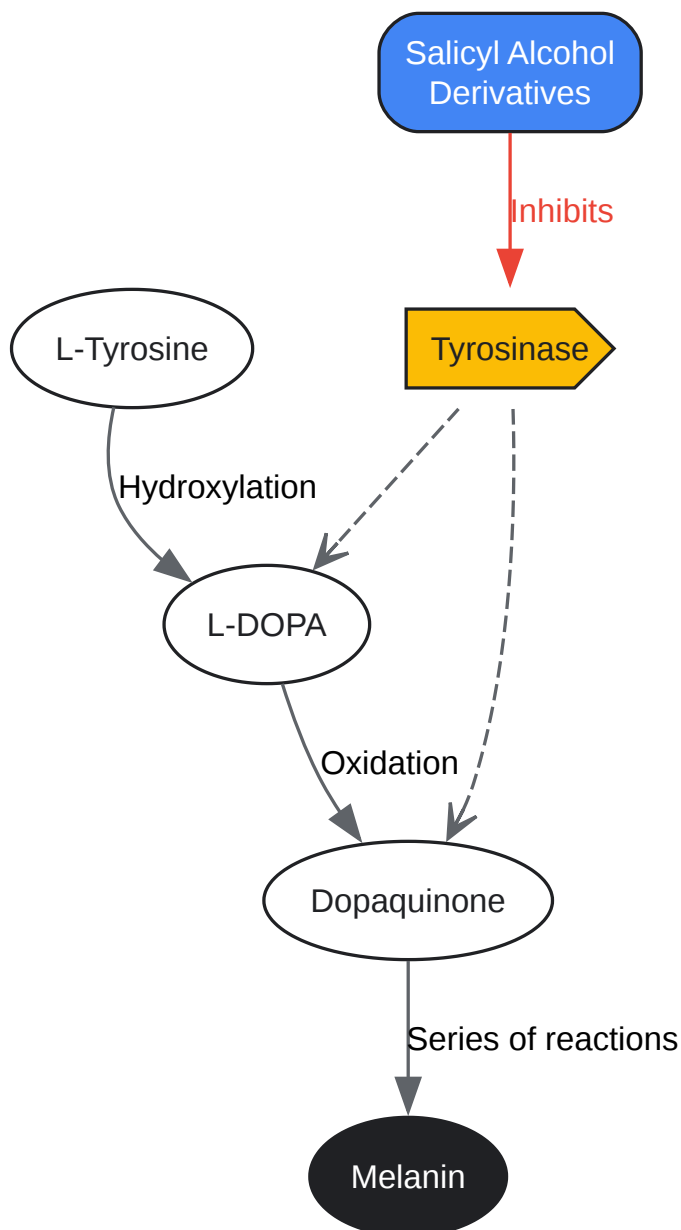 Salicyl Alcohol
Derivatives
Inhibits
L-Tyrosine
Tyrosinase
Hydroxylation
L-DOPA
Oxidation
Dopaquinone
Series of reactions
Melanin